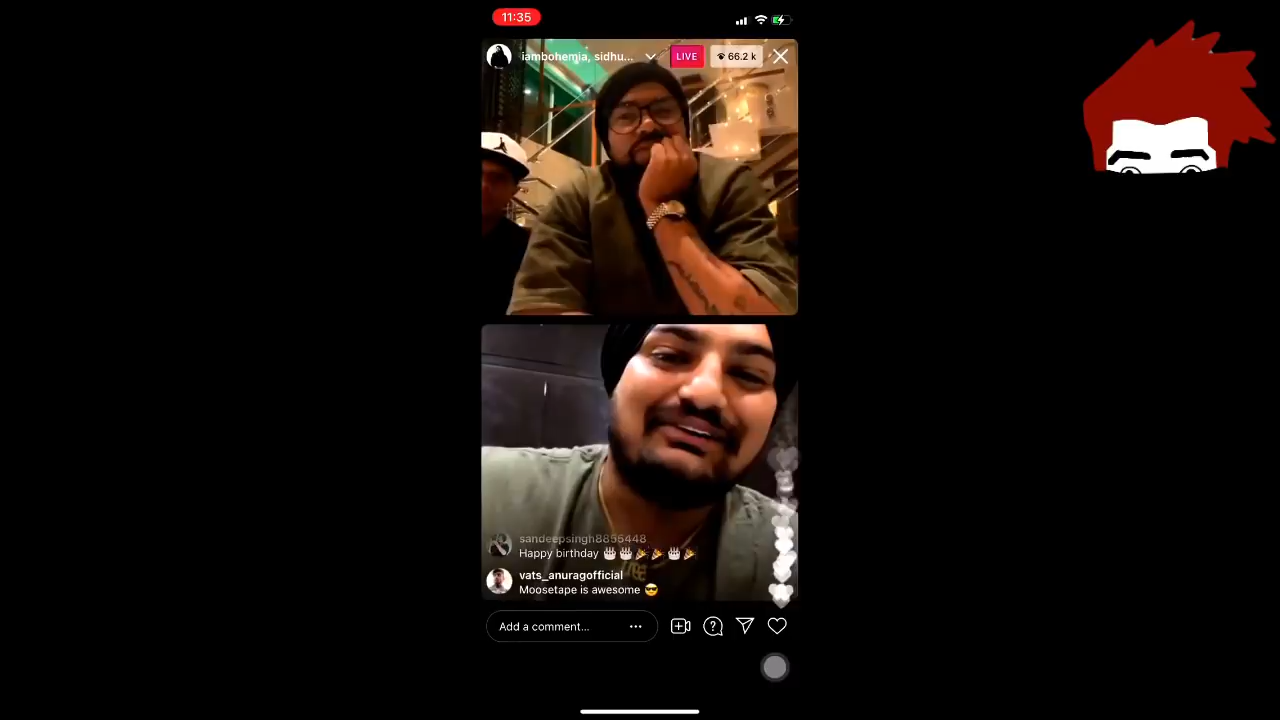 11:35
iambohemia, sidhu...
LIVE
66.2 k
sandeepsingh8855448
Happy birthday 🎂🎂🎉🎉🎂🎉
vats_anuragofficial
Moosetape is awesome 😎
Add a comment...